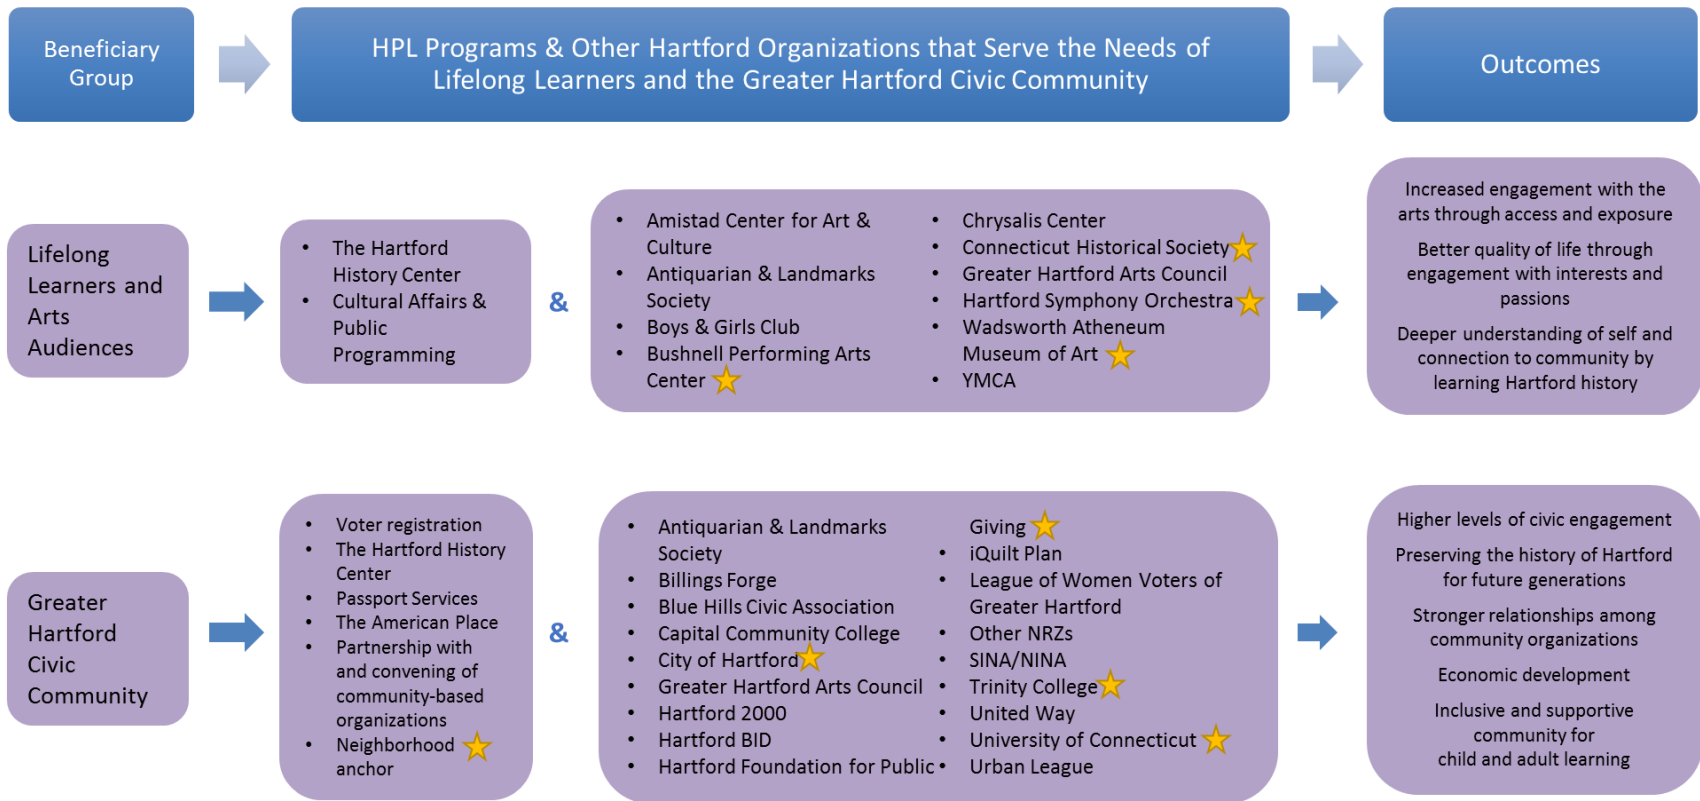 Beneficiary
Group
HPL Programs & Other Hartford Organizations that Serve the Needs of
Lifelong Learners and the Greater Hartford Civic Community
Outcomes
Lifelong
Learners and
Arts
Audiences
• The Hartford
History Center
• Cultural Affairs &
Public
Programming
&
• Amistad Center for Art &
Culture
• Antiquarian & Landmarks
Society
• Boys & Girls Club
• Bushnell Performing Arts
Center
• Chrysalis Center
• Connecticut Historical Society
• Greater Hartford Arts Council
• Hartford Symphony Orchestra
• Wadsworth Atheneum
Museum of Art
• YMCA
Increased engagement with the
arts through access and exposure
Better quality of life through
engagement with interests and
passions
Deeper understanding of self and
connection to community by
learning Hartford history
Greater
Hartford
Civic
Community
• Voter registration
• The Hartford History
Center
• Passport Services
• The American Place
• Partnership with
and convening of
community-based
organizations
• Neighborhood
anchor
&
• Antiquarian & Landmarks
Society
• Billings Forge
• Blue Hills Civic Association
• Capital Community College
• City of Hartford
• Greater Hartford Arts Council
• Hartford 2000
• Hartford BID
• Hartford Foundation for Public
Giving
• iQuilt Plan
• League of Women Voters of
Greater Hartford
• Other NRZs
• SINA/NINA
• Trinity College
• United Way
• University of Connecticut
• Urban League
Higher levels of civic engagement
Preserving the history of Hartford
for future generations
Stronger relationships among
community organizations
Economic development
Inclusive and supportive
community for
child and adult learning